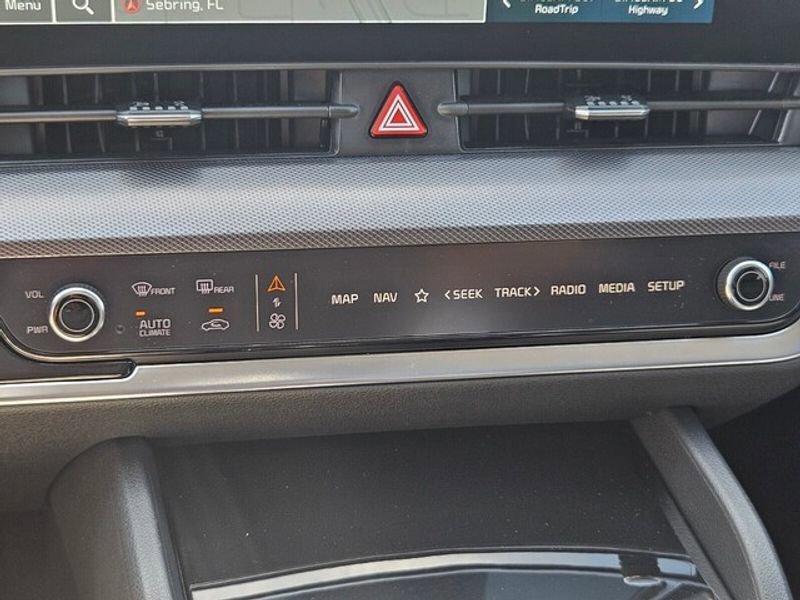 Menu
Sebring, FL
RoadTrip
Highway
VOL
PWR
FRONT
REAR
AUTO
CLIMATE
MAP NAV <SEEK TRACK> RADIO MEDIA SETUP
FILE